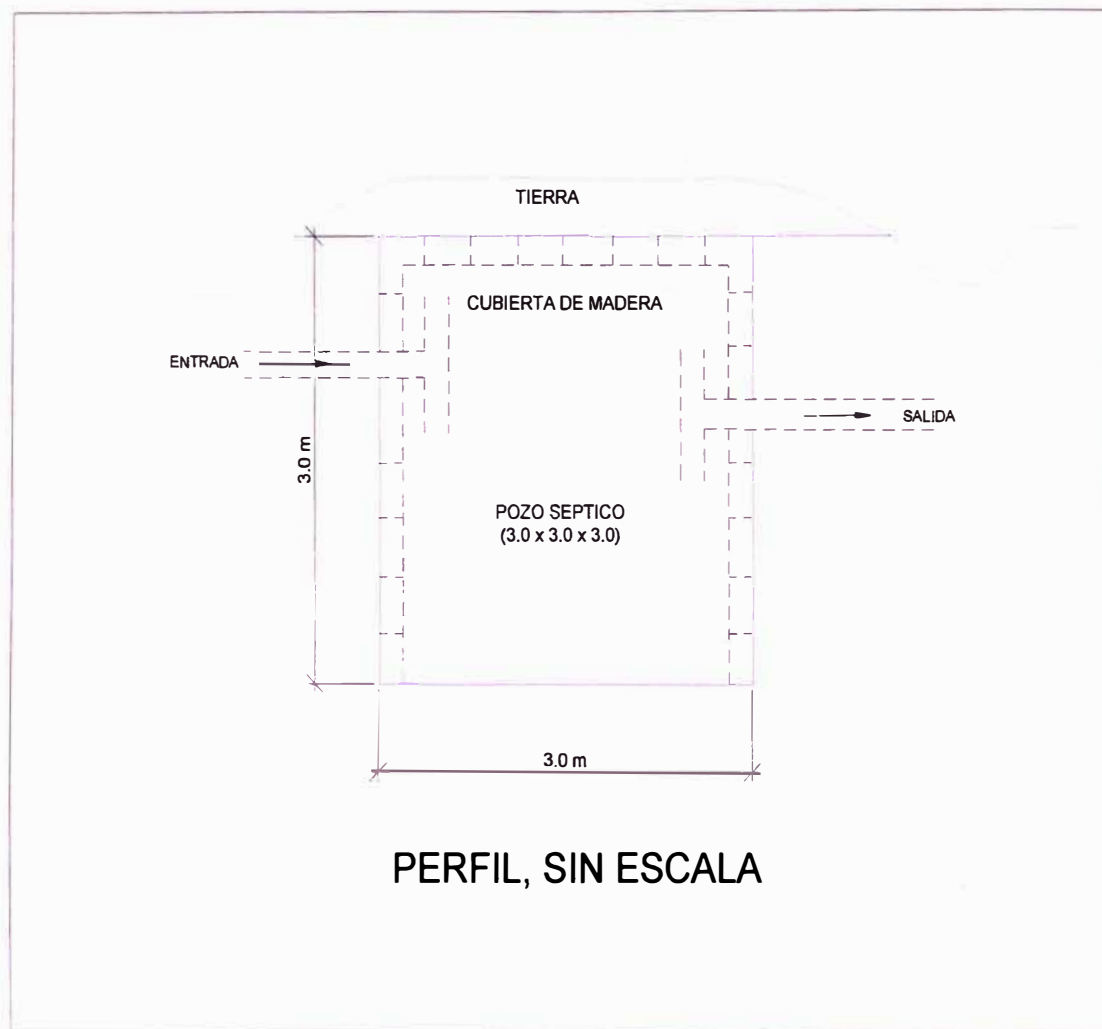 TIERRA
CUBIERTA DE MADERA
ENTRADA
SALIDA
3.0 m
POZO SEPTICO
(3.0 x 3.0 x 3.0)
3.0 m
PERFIL, SIN ESCALA